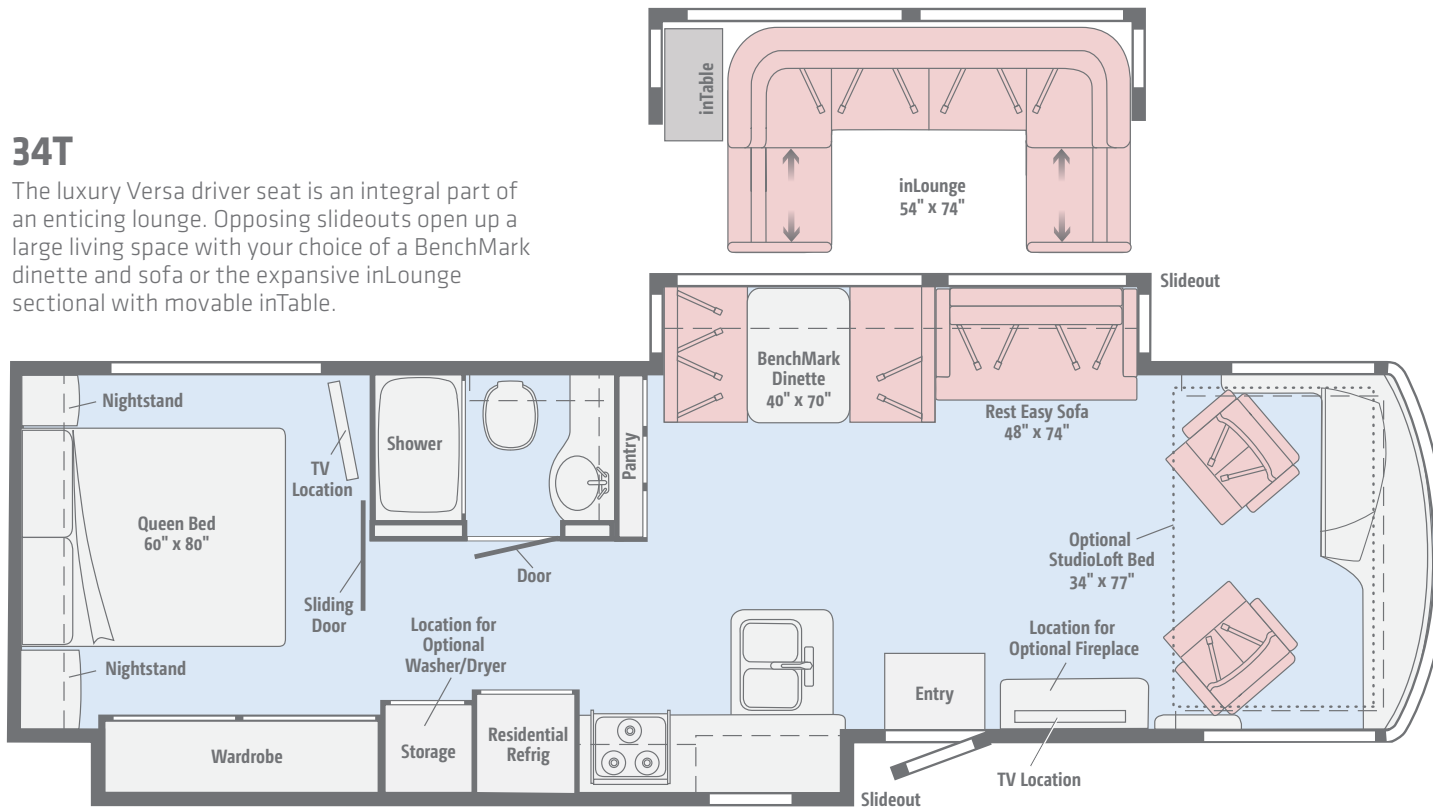 34T
The luxury Versa driver seat is an integral part of
an enticing lounge. Opposing slideouts open up a
large living space with your choice of a BenchMark
dinette and sofa or the expansive inLounge
sectional with movable inTable.
inTable
inLounge
54" x 74"
Slideout
BenchMark
Dinette
40" x 70"
Rest Easy Sofa
48" x 74"
Nightstand
TV
Location
Shower
Pantry
Queen Bed
60" x 80"
Sliding
Door
Door
Optional
StudioLoft Bed
34" x 77"
Nightstand
Location for
Optional
Washer/Dryer
Location for
Optional Fireplace
Entry
Wardrobe
Storage
Residential
Refrig
TV Location
Slideout